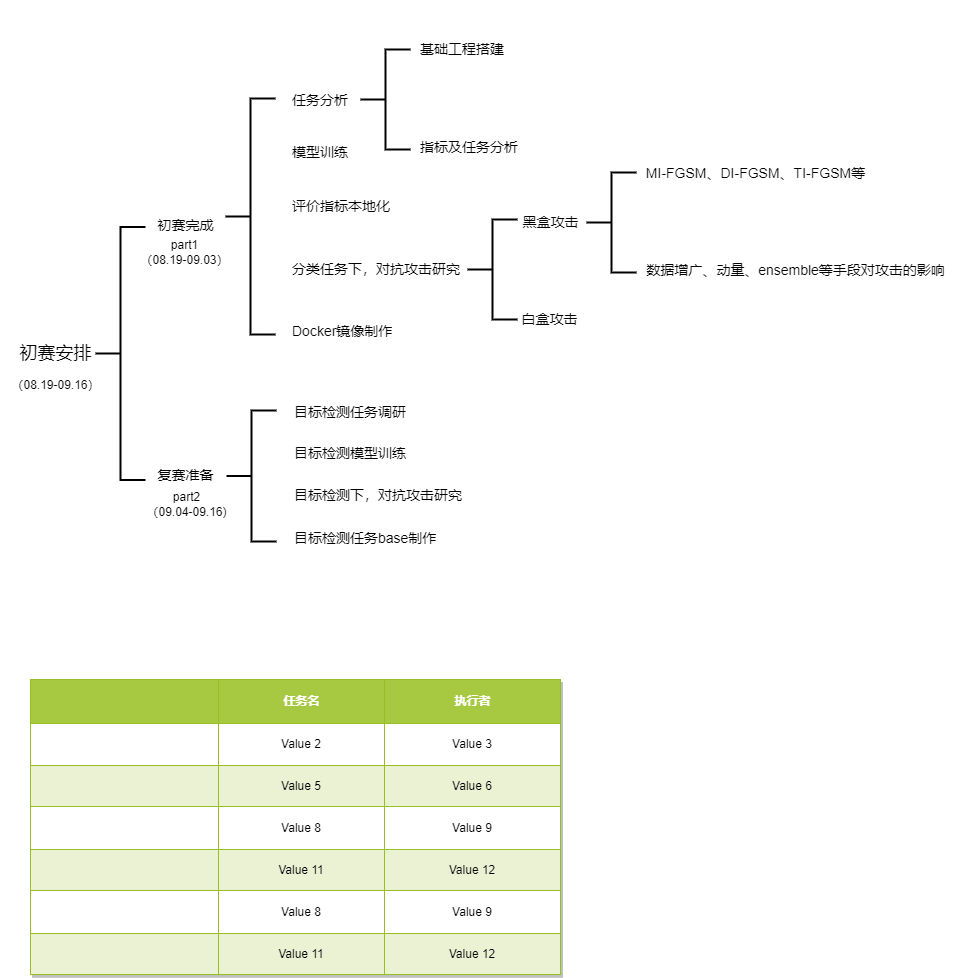 基础工程搭建
任务分析
指标及任务分析
模型训练
MI-FGSM、DI-FGSM、TI-FGSM等
评价指标本地化
初赛完成
part1
（08.19-09.03）
黑盒攻击
分类任务下，对抗攻击研究
数据增广、动量、ensemble等手段对攻击的影响
白盒攻击
Docker镜像制作
初赛安排
（08.19-09.16）
目标检测任务调研
目标检测模型训练
复赛准备
part2
（09.04-09.16）
目标检测下，对抗攻击研究
目标检测任务base制作
任务名 执行者
Value 2 Value 3
Value 5 Value 6
Value 8 Value 9
Value 11 Value 12
Value 8 Value 9
Value 11 Value 12